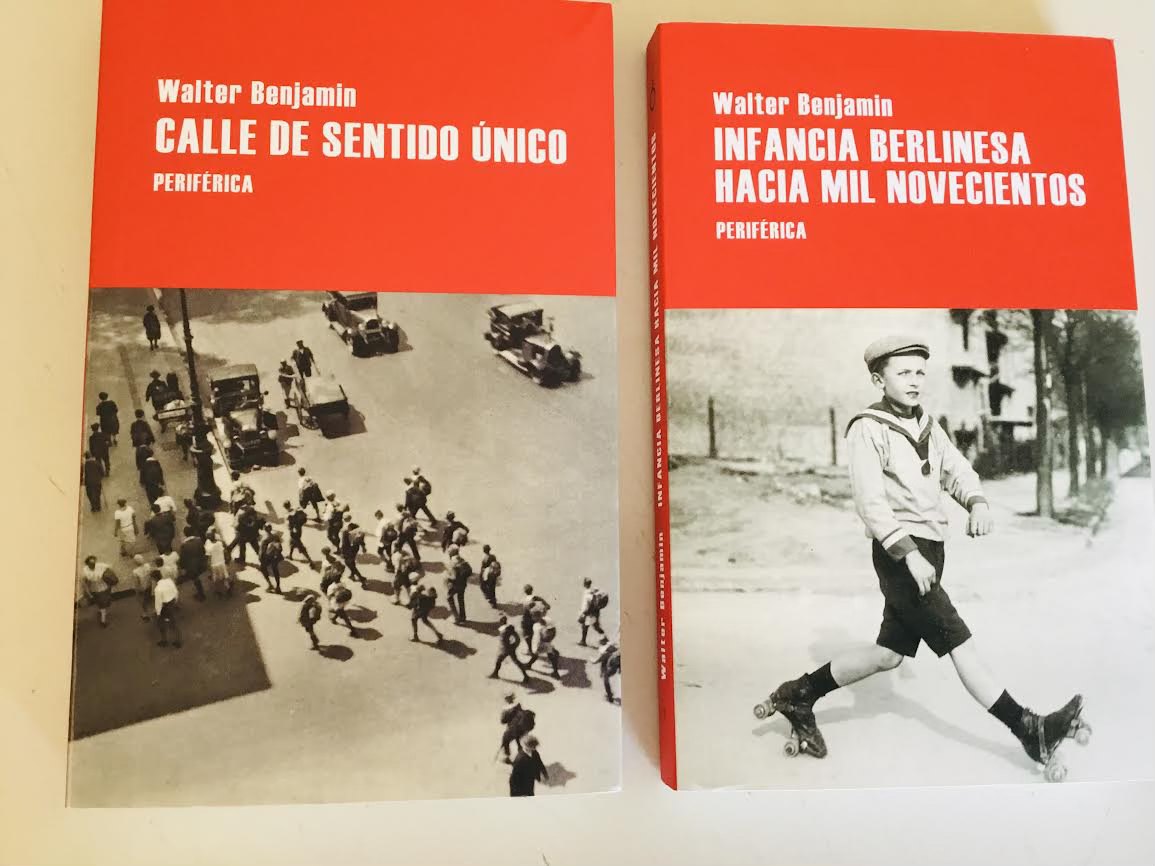 Walter Benjamin
CALLE DE SENTIDO ÚNICO
PERIFÉRICA
Walter Benjamin
INFANCIA BERLINESA
HACIA MIL NOVECIENTOS
PERIFÉRICA
Walter Benjamin INFANCIA BERLINESA HACIA MIL NOVECIENTOS